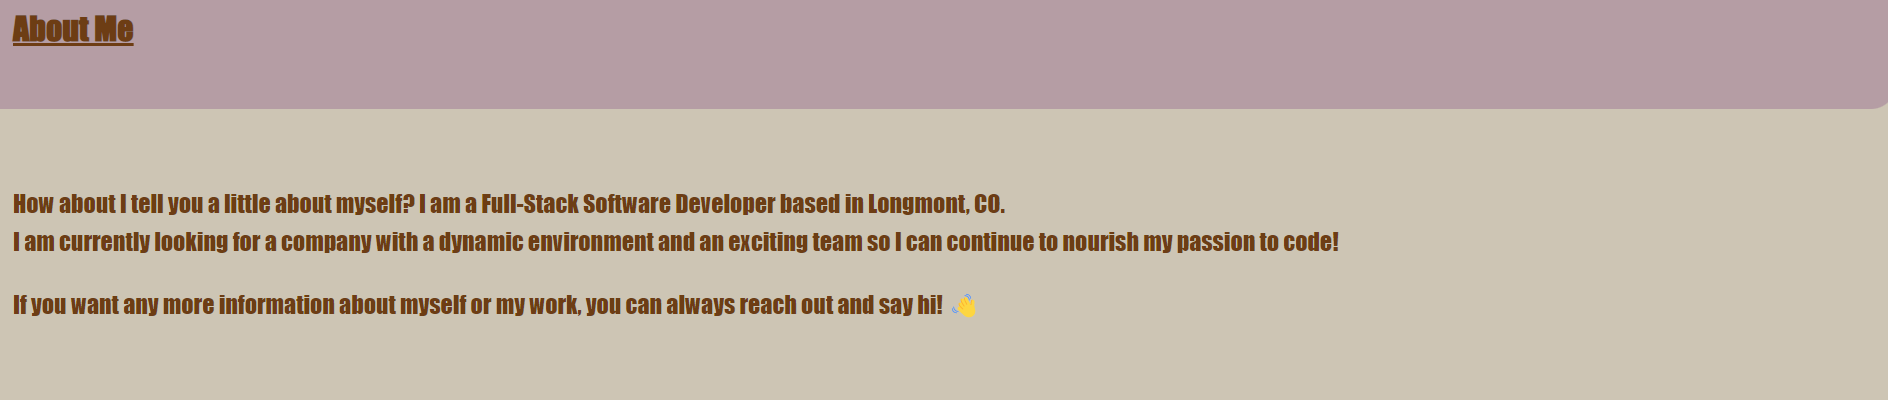 About Me
How about I tell you a little about myself? I am a Full-Stack Software Developer based in Longmont, CO.
I am currently looking for a company with a dynamic environment and an exciting team so I can continue to nourish my passion to code!
If you want any more information about myself or my work, you can always reach out and say hi! 👋